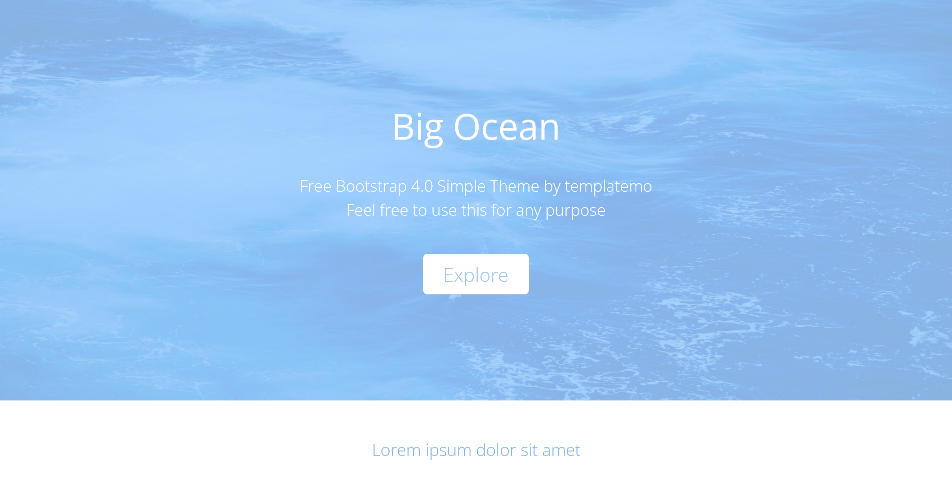 Big Ocean
Free Bootstrap 4.0 Simple Theme by templatemo
Feel free to use this for any purpose
Explore
Lorem ipsum dolor sit amet